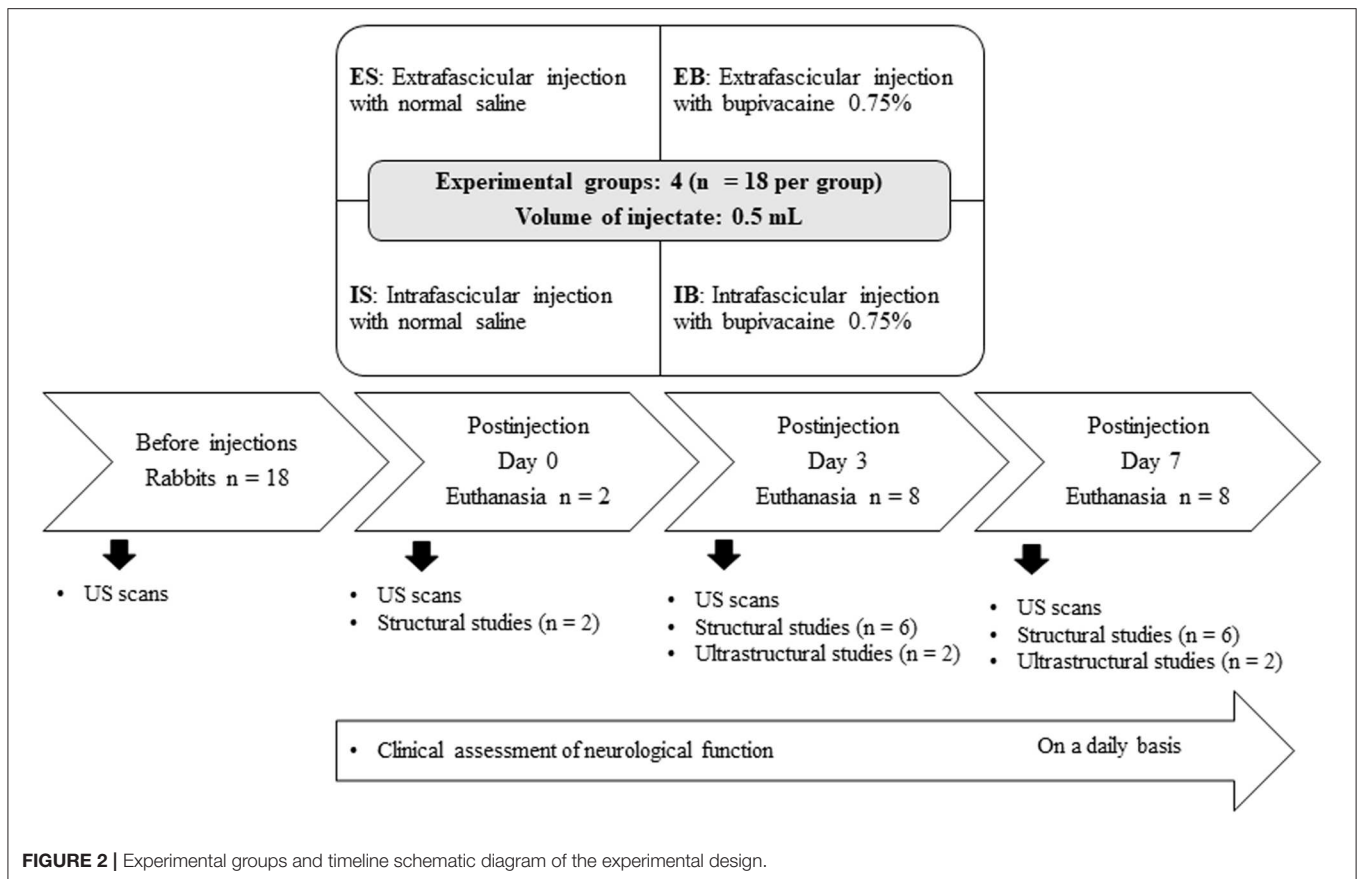 ES: Extrafascicular injection
with normal saline
EB: Extrafascicular injection
with bupivacaine 0.75%
Experimental groups: 4 (n = 18 per group)
Volume of injectate: 0.5 mL
IS: Intrafascicular injection
with normal saline
IB: Intrafascicular injection
with bupivacaine 0.75%
Before injections
Rabbits n = 18
Postinjection
Day 0
Euthanasia n = 2
Postinjection
Day 3
Euthanasia n = 8
Postinjection
Day 7
Euthanasia n = 8
• US scans
• US scans
• Structural studies (n = 2)
• US scans
• Structural studies (n = 6)
• Ultrastructural studies (n = 2)
• US scans
• Structural studies (n = 6)
• Ultrastructural studies (n = 2)
• Clinical assessment of neurological function
On a daily basis
FIGURE 2 | Experimental groups and timeline schematic diagram of the experimental design.